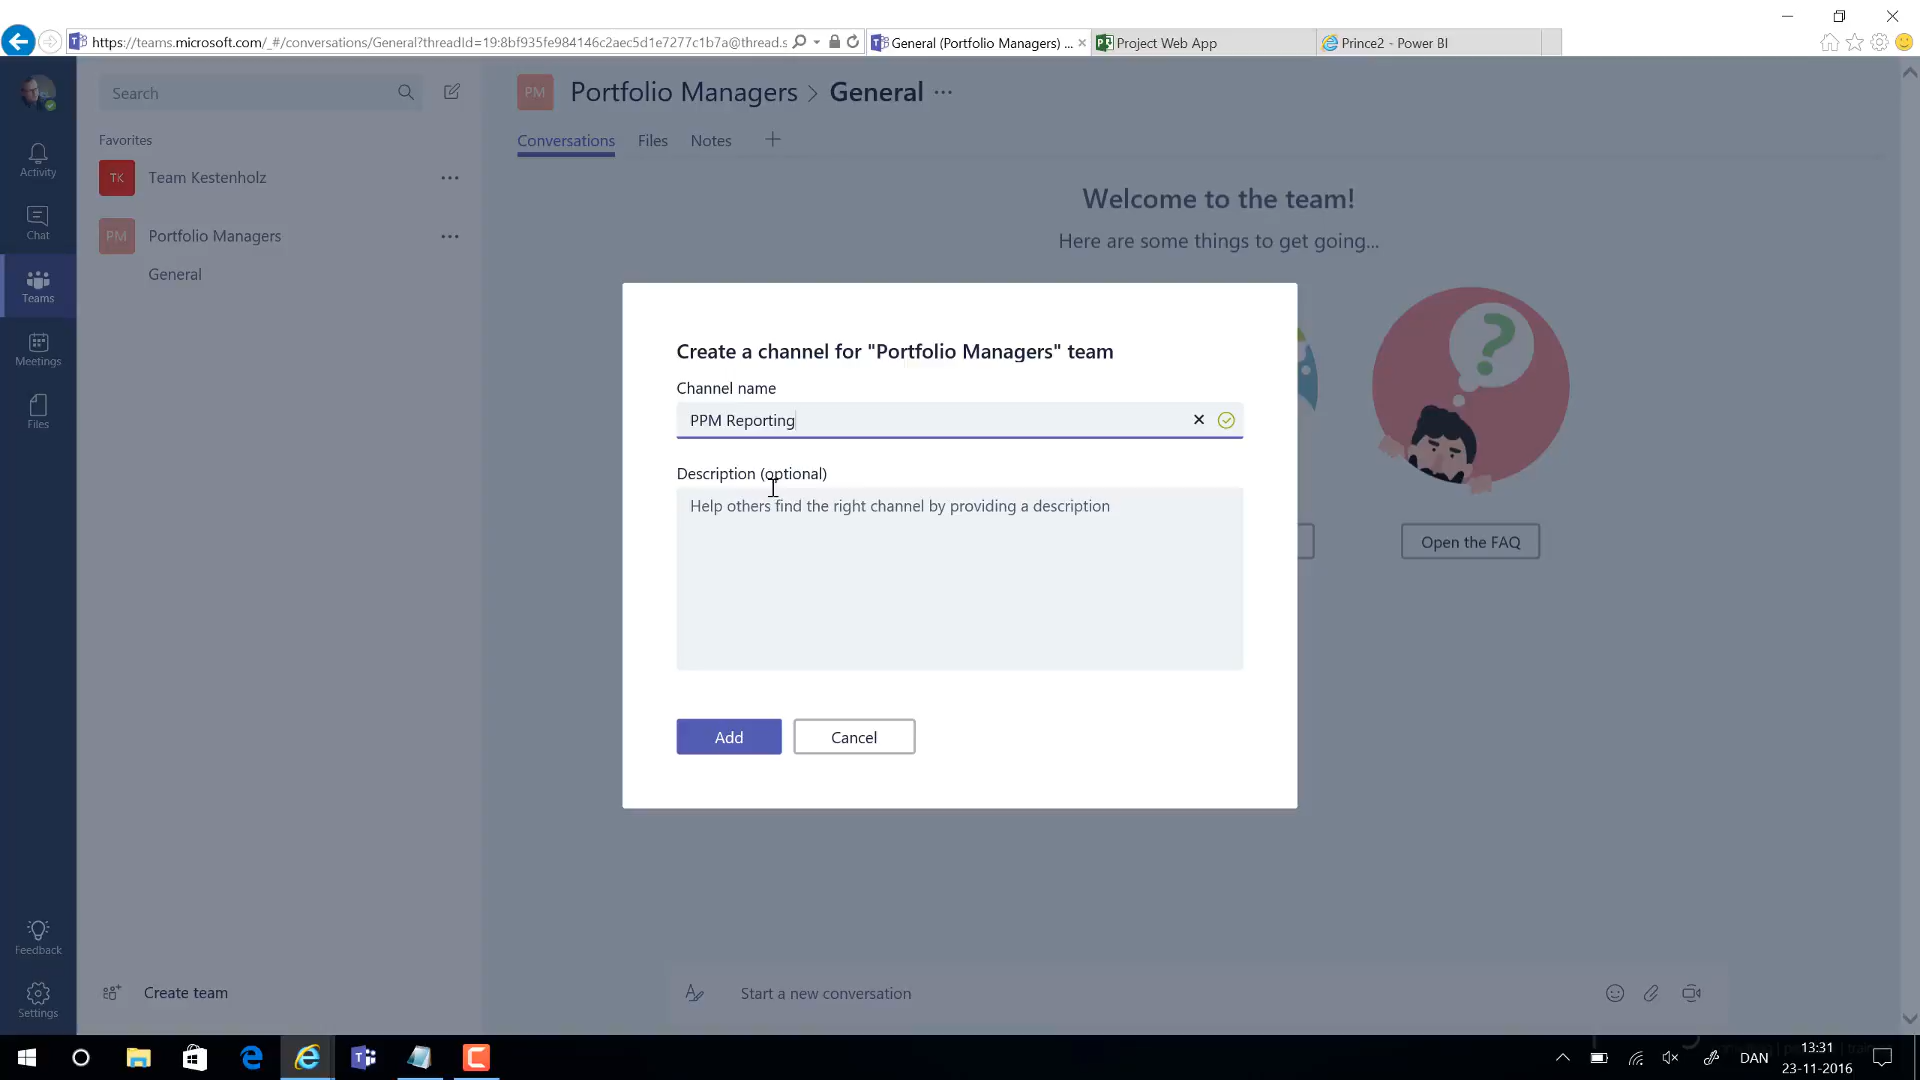 https://teams.microsoft.com/_#/conversations/General?threadId=19:8bf935fe984146c2aec5d1e7277c1b7a@thread.s
General (Portfolio Managers) ...
Project Web App
Prince2 - Power BI
Search
PM
Portfolio Managers > General ...
Favorites
Conversations
Files
Notes
Activity
TK
Team Kestenholz
Welcome to the team!
Chat
PM
Portfolio Managers
Here are some things to get going...
General
Teams
Meetings
Files
Create a channel for "Portfolio Managers" team
Channel name
PPM Reporting
Description (optional)
Help others find the right channel by providing a description
Open the FAQ
Add
Cancel
Feedback
Settings
Create team
Start a new conversation
DAN
13:31
23-11-2016